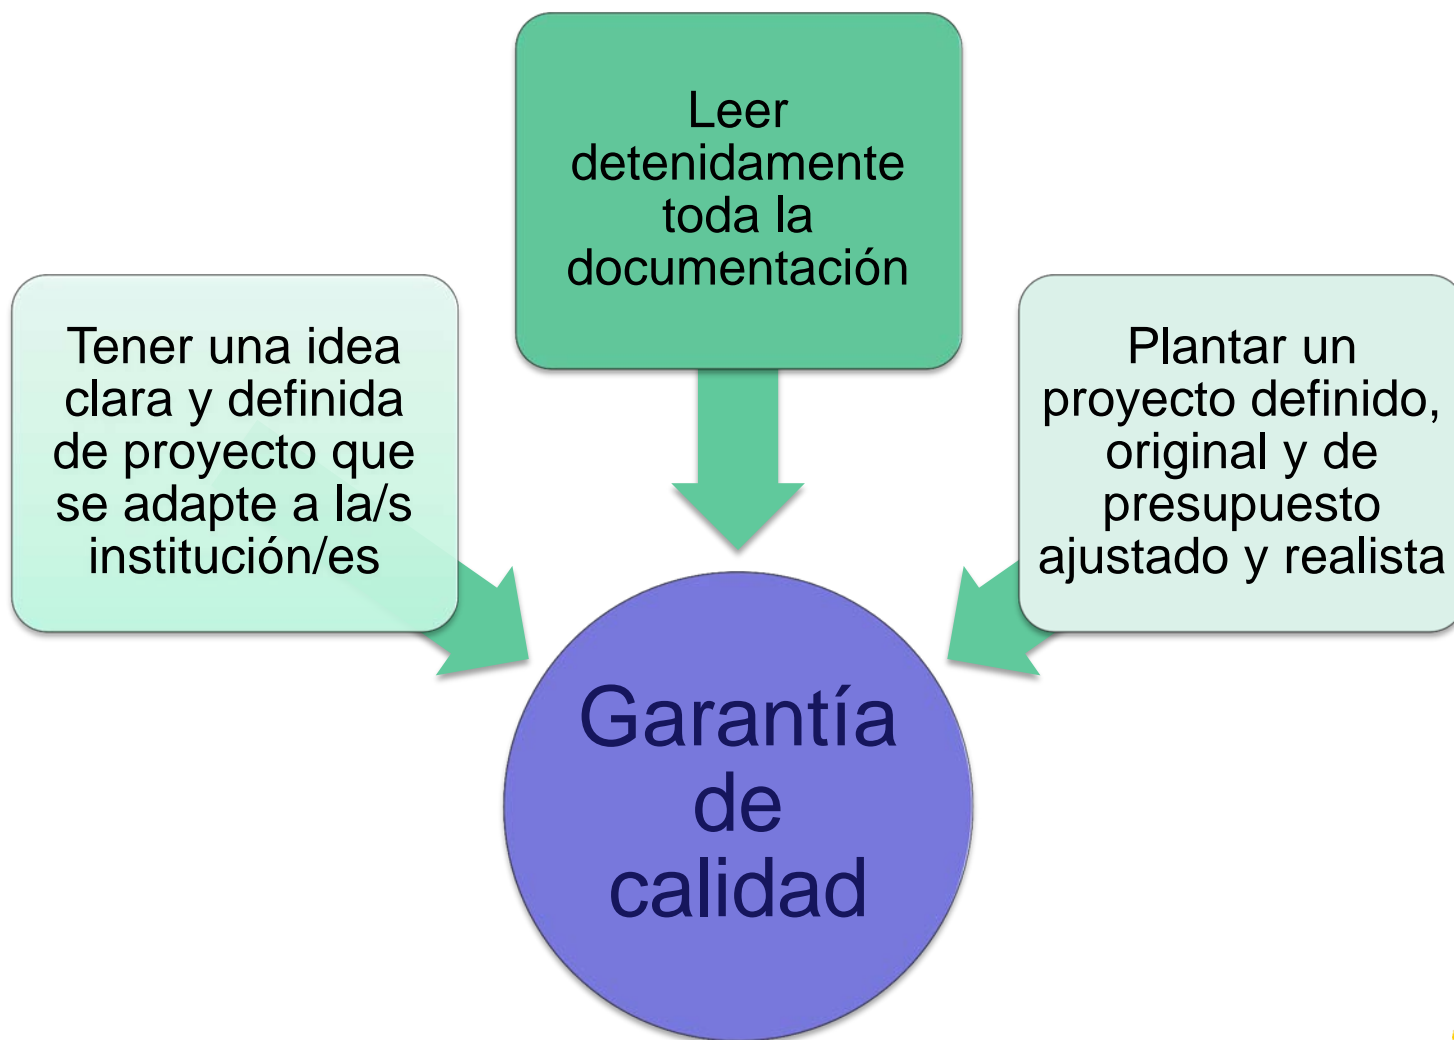 Leer
detenidamente
toda la
documentación
Tener una idea
clara y definida
de proyecto que
se adapte a la/s
institución/es
Plantar un
proyecto definido,
original y de
presupuesto
ajustado y realista
Garantía
de
calidad